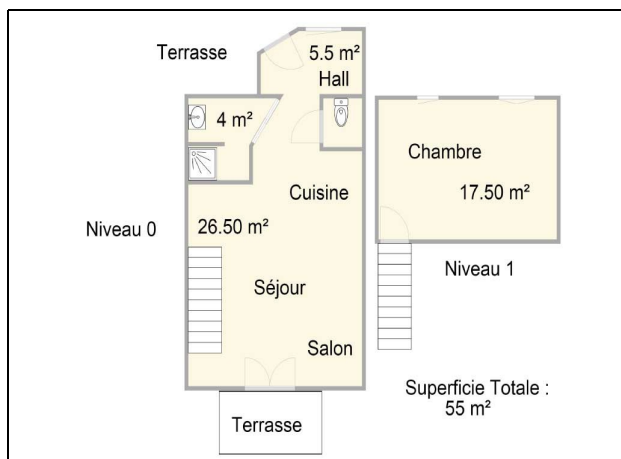 Terrasse
5.5 m²
Hall
4 m²
Chambre
17.50 m²
Cuisine
Niveau 0
26.50 m²
Séjour
Niveau 1
Salon
Superficie Totale :
55 m²
Terrasse